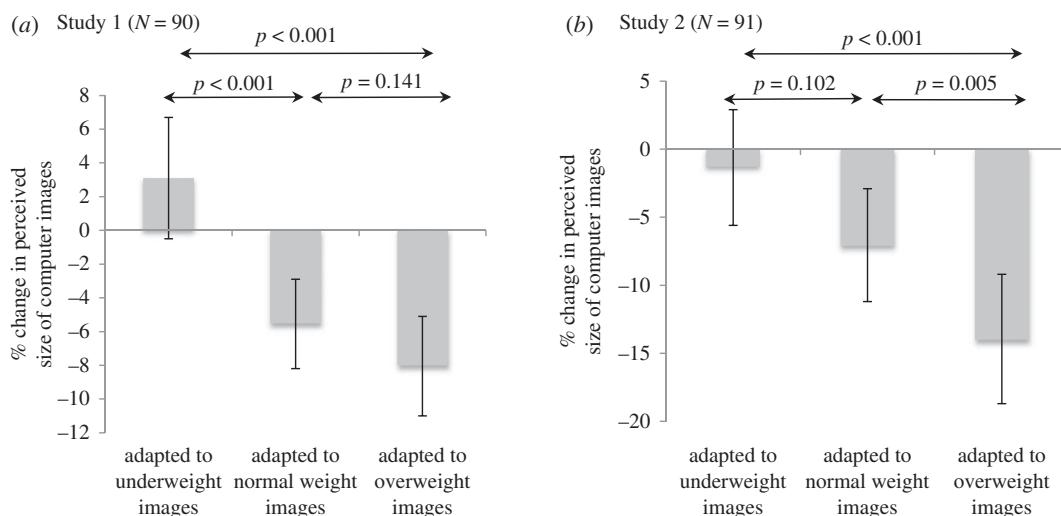 (a) Study 1 (N = 90)
p < 0.001
p < 0.001
p = 0.141
8
6
4
2
0
–2
–4
–6
–8
–10
–12
% change in perceived
size of computer images
adapted to
underweight
images
adapted to
normal weight
images
adapted to
overweight
images
(b) Study 2 (N = 91)
p < 0.001
p = 0.102
p = 0.005
5
0
–5
–10
–15
–20
% change in perceived
size of computer images
adapted to
underweight
images
adapted to
normal weight
images
adapted to
overweight
images